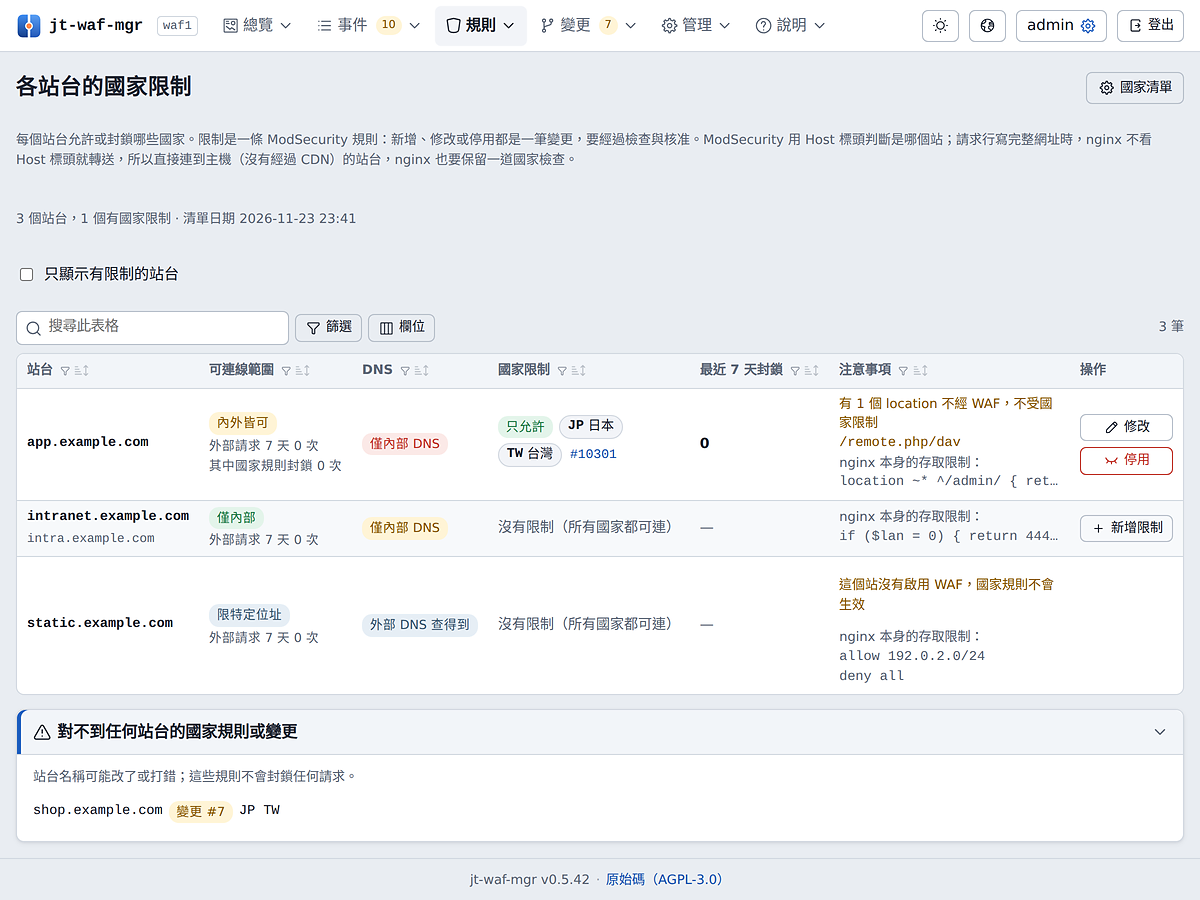 jt-waf-mgr waf1 總覽 事件 10 規則 變更 7 管理 說明 admin 登出
各站台的國家限制
國家清單
每個站台允許或封鎖哪些國家。限制是一條 ModSecurity 規則：新增、修改或停用都是一筆變更，要經過檢查與核准。ModSecurity 用 Host 標頭判斷是哪個站；請求行寫完整網址時，nginx 不看
Host 標頭就轉送，所以直接連到主機（沒有經過 CDN）的站台，nginx 也要保留一道國家檢查。
3 個站台，1 個有國家限制 · 清單日期 2026-11-23 23:41
只顯示有限制的站台
搜尋此表格 篩選 欄位 3 筆
站台 可連線範圍 DNS 國家限制 最近 7 天封鎖 注意事項 操作
app.example.com
內外皆可
外部請求 7 天 0 次
其中國家規則封鎖 0 次
僅內部 DNS
只允許 JP 日本
TW 台灣 #10301
0
有 1 個 location 不經 WAF，不受國
家限制
/remote.php/dav
nginx 本身的存取限制：
location ~* ^/admin/ { ret…
修改
停用
intranet.example.com
intra.example.com
僅內部
外部請求 7 天 0 次
僅內部 DNS
沒有限制（所有國家都可連）
—
nginx 本身的存取限制：
if ($lan = 0) { return 444…
新增限制
static.example.com
限特定位址
外部請求 7 天 0 次
外部 DNS 查得到
沒有限制（所有國家都可連）
—
這個站沒有啟用 WAF，國家規則不會
生效
nginx 本身的存取限制：
allow 192.0.2.0/24
deny all
對不到任何站台的國家規則或變更
站台名稱可能改了或打錯；這些規則不會封鎖任何請求。
shop.example.com 變更 #7 JP TW
jt-waf-mgr v0.5.42 · 原始碼（AGPL-3.0）